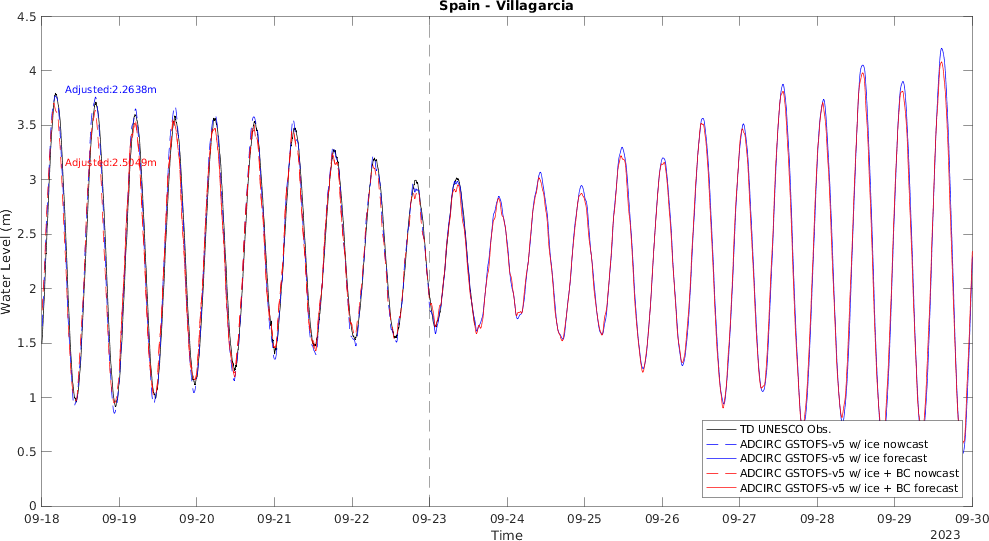 Spain - Villagarcia
Water Level (m)
4.5
4
3.5
3
2.5
2
1.5
1
0.5
0
Adjusted:2.2638m
Adjusted:2.5049m
TD UNESCO Obs.
ADCIRC GSTOFS-v5 w/ ice nowcast
ADCIRC GSTOFS-v5 w/ ice forecast
ADCIRC GSTOFS-v5 w/ ice + BC nowcast
ADCIRC GSTOFS-v5 w/ ice + BC forecast
09-18 09-19 09-20 09-21 09-22 09-23 09-24 09-25 09-26 09-27 09-28 09-29 09-30
Time
2023